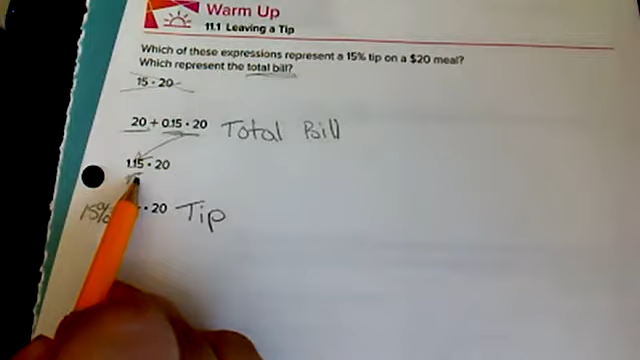 Warm Up
11.1 Leaving a Tip
Which of these expressions represent a 15% tip on a $20 meal?
Which represent the total bill?
15 · 20
20 + 0.15 · 20 Total Bill
1.15 · 20
15% · 20 Tip